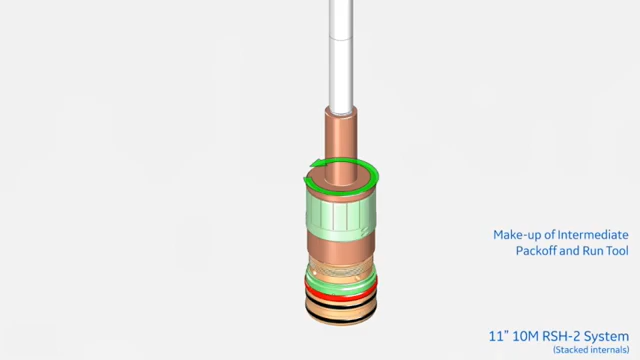 Make-up of Intermediate
Packoff and Run Tool
11” 10M RSH-2 System
(Stacked internals)